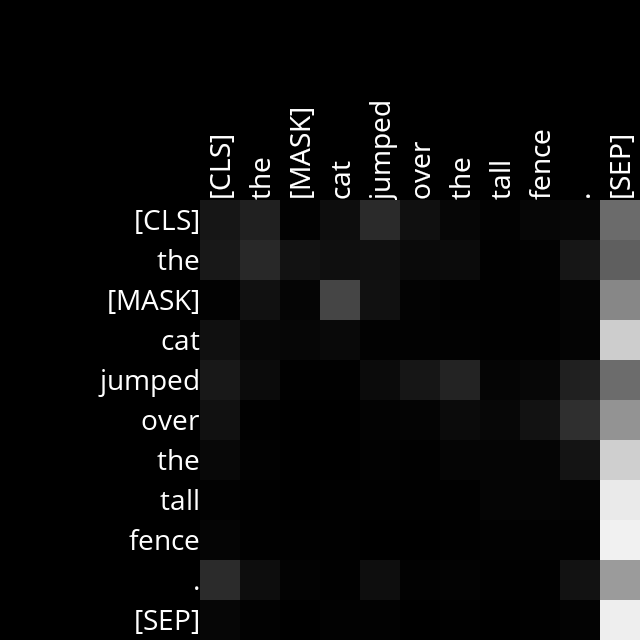 [CLS] the [MASK] cat jumped over the tall fence . [SEP]
[CLS]
the
[MASK]
cat
jumped
over
the
tall
fence
.
[SEP]